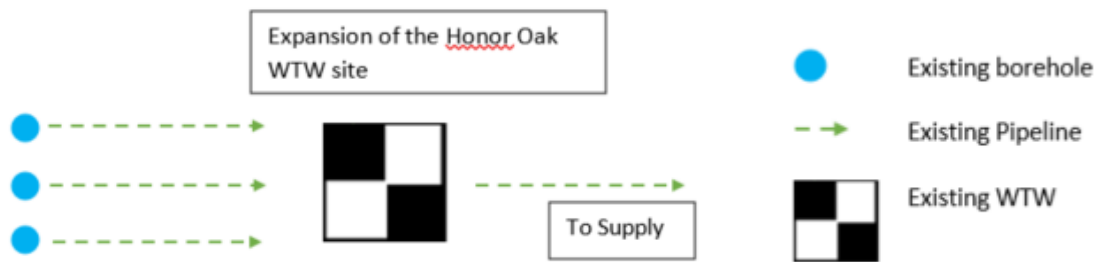 Expansion of the Honor Oak
WTW site
To Supply
Existing borehole
Existing Pipeline
Existing WTW